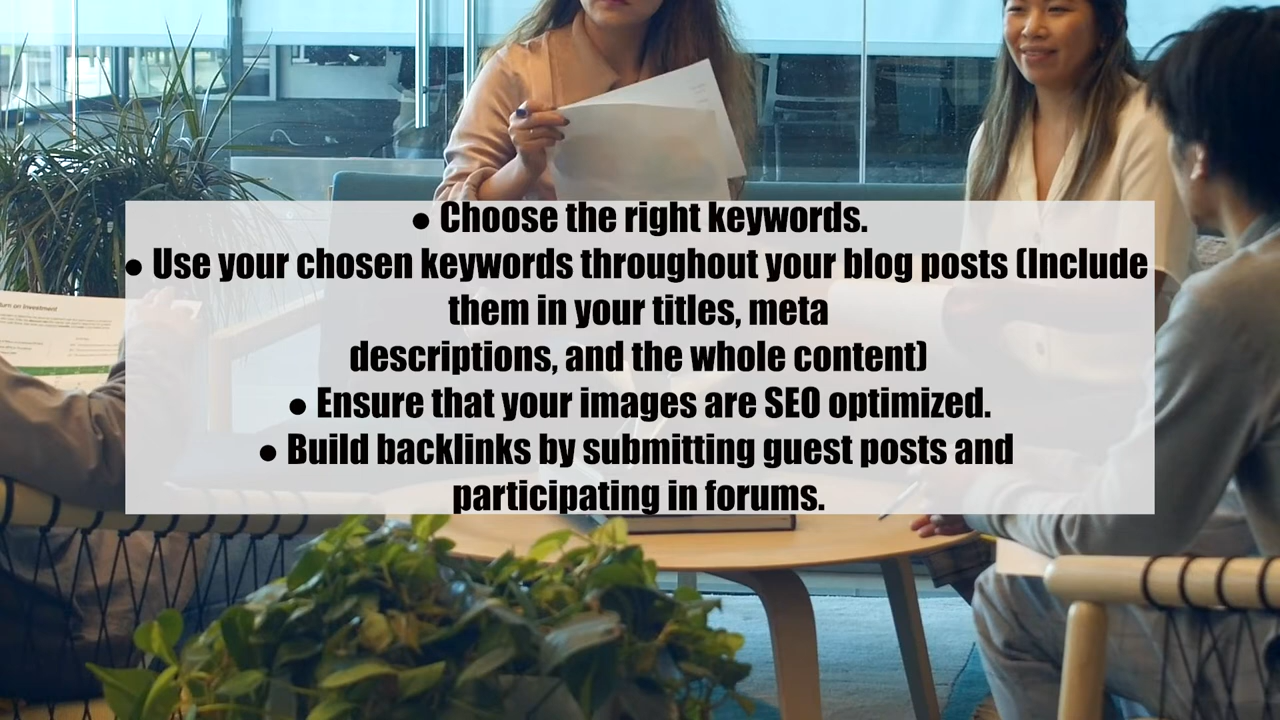 ● Choose the right keywords.
● Use your chosen keywords throughout your blog posts (Include
them in your titles, meta
descriptions, and the whole content)
● Ensure that your images are SEO optimized.
● Build backlinks by submitting guest posts and
participating in forums.
on Investment